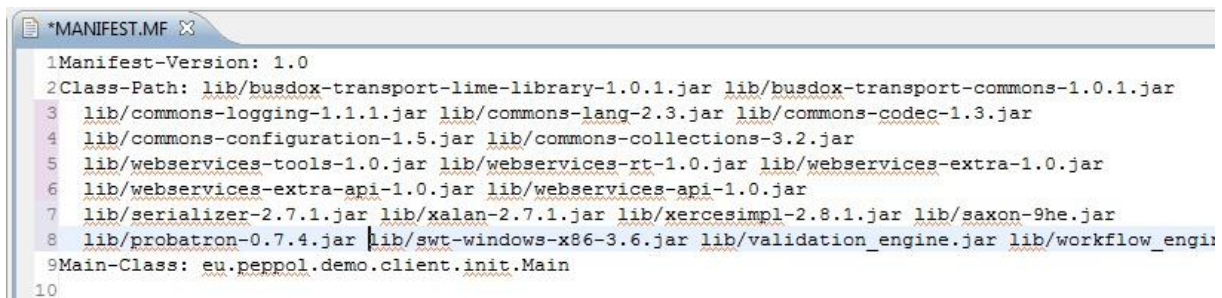 *MANIFEST.MF
1Manifest-Version: 1.0
2Class-Path: lib/busdox-transport-lime-library-1.0.1.jar lib/busdox-transport-commons-1.0.1.jar
3  lib/commons-logging-1.1.1.jar lib/commons-lang-2.3.jar lib/commons-codec-1.3.jar
4  lib/commons-configuration-1.5.jar lib/commons-collections-3.2.jar
5  lib/webservices-tools-1.0.jar lib/webservices-rt-1.0.jar lib/webservices-extra-1.0.jar
6  lib/webservices-extra-api-1.0.jar lib/webservices-api-1.0.jar
7  lib/serializer-2.7.1.jar lib/xalan-2.7.1.jar lib/xercesimpl-2.8.1.jar lib/saxon-9he.jar
8  lib/probatron-0.7.4.jar lib/swt-windows-x86-3.6.jar lib/validation_engine.jar lib/workflow_engin
9Main-Class: eu.peppol.demo.client.init.Main
10